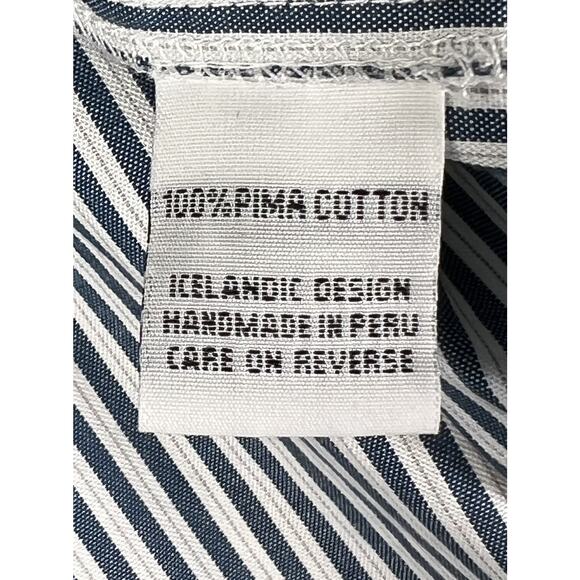 100% PIMA COTTON
ICELANDIC DESIGN
HANDMADE IN PERU
CARE ON REVERSE